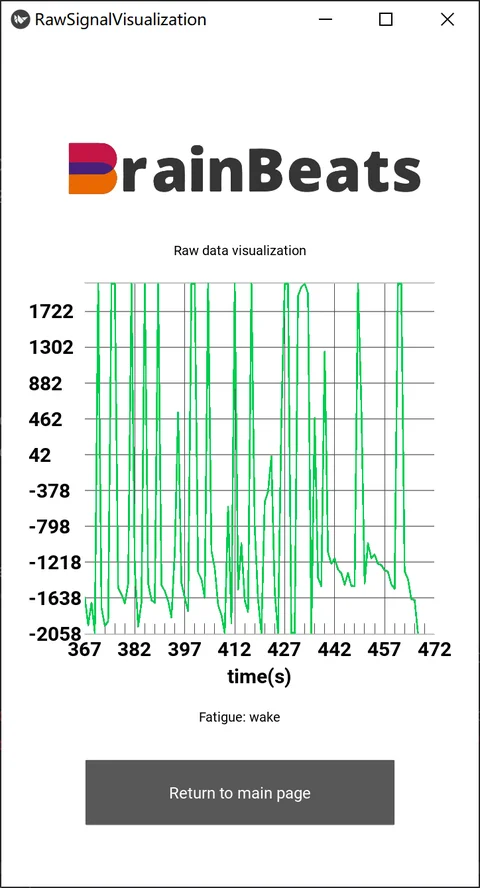 RawSignalVisualization
BrainBeats
Raw data visualization
1722
1302
882
462
42
-378
-798
-1218
-1638
-2058
367 382 397 412 427 442 457 472
time(s)
Fatigue: wake
Return to main page